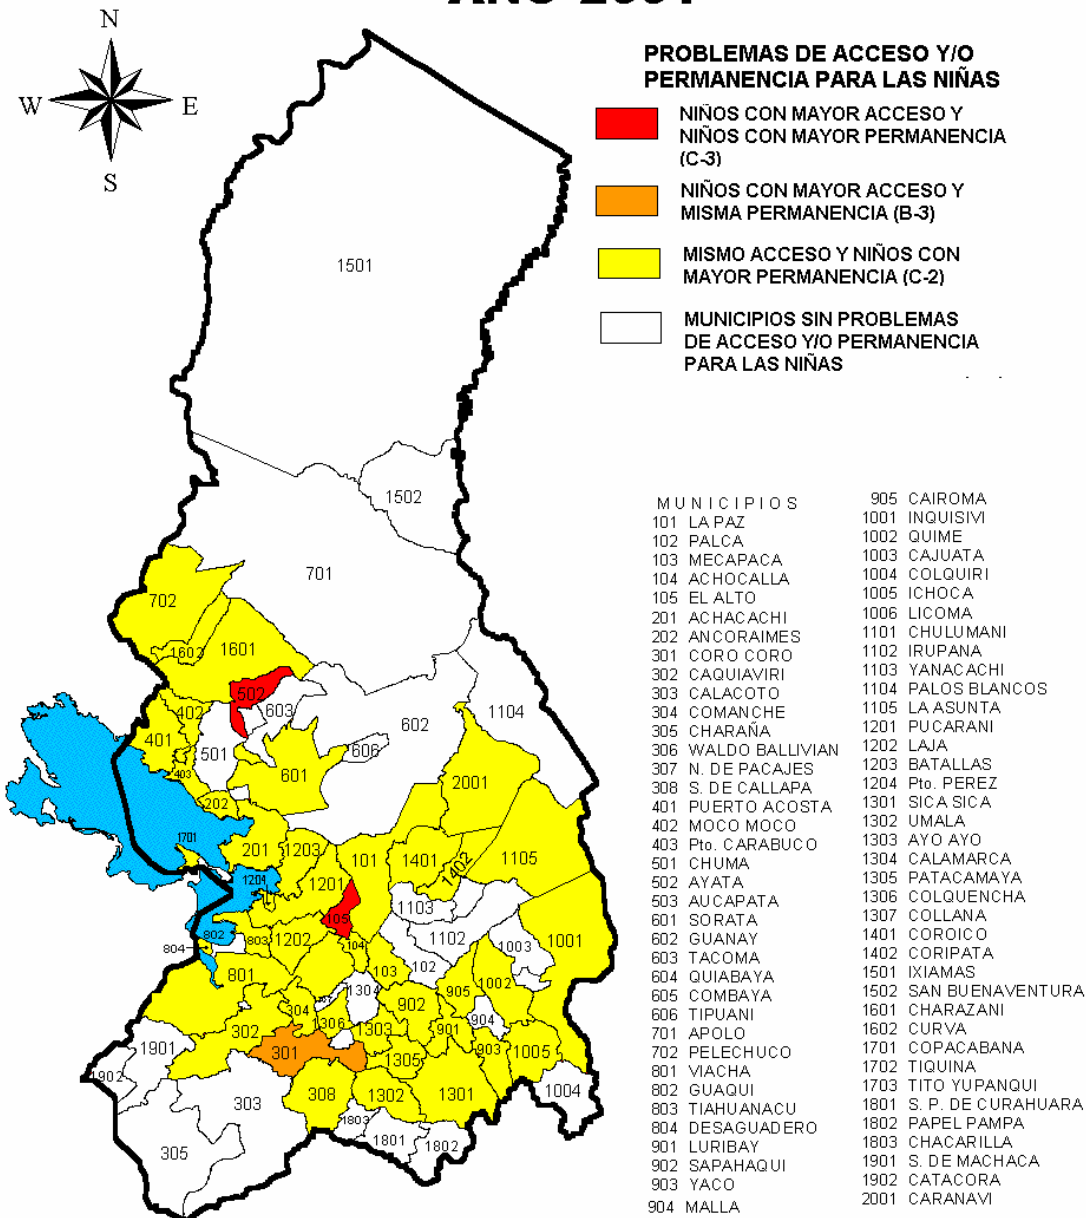 AÑO 2001
N
W
E
S
PROBLEMAS DE ACCESO Y/O
PERMANENCIA PARA LAS NIÑAS
NIÑOS CON MAYOR ACCESO Y
NIÑOS CON MAYOR PERMANENCIA
(C-3)
NIÑOS CON MAYOR ACCESO Y
MISMA PERMANENCIA (B-3)
MISMO ACCESO Y NIÑOS CON
MAYOR PERMANENCIA (C-2)
MUNICIPIOS SIN PROBLEMAS
DE ACCESO Y/O PERMANENCIA
PARA LAS NIÑAS
1501
1502
701
702
1602
1601
502
402
603
1104
401
501
602
606
403
601
2001
202
1701
201
1203
101
1401
1402
1105
1204
1201
105
1103
802
803
1202
104
1102
1003
1001
804
801
103
102
1304
905
1002
304
902
904
302
1306
1303
901
1901
301
1305
903
1005
1902
308
1302
1301
1004
303
1803
305
1801
1802
MUNICIPIOS
101 LA PAZ
102 PALCA
103 MECAPACA
104 ACHOCALLA
105 EL ALTO
201 ACHACACHI
202 ANCORAIMES
301 CORO CORO
302 CAQUIAVIRI
303 CALACOTO
304 COMANCHE
305 CHARAÑA
306 WALDO BALLIVIAN
307 N. DE PACAJES
308 S. DE CALLAPA
401 PUERTO ACOSTA
402 MOCO MOCO
403 Pto. CARABUCO
501 CHUMA
502 AYATA
503 AUCAPATA
601 SORATA
602 GUANAY
603 TACOMA
604 QUIABAYA
605 COMBAYA
606 TIPUANI
701 APOLO
702 PELECHUCO
801 VIACHA
802 GUAQUI
803 TIAHUANACU
804 DESAGUADERO
901 LURIBAY
902 SAPAHAQUI
903 YACO
904 MALLA
905 CAIROMA
1001 INQUISIVI
1002 QUIME
1003 CAJUATA
1004 COLQUIRI
1005 ICHOCA
1006 LICOMA
1101 CHULUMANI
1102 IRUPANA
1103 YANACACHI
1104 PALOS BLANCOS
1105 LA ASUNTA
1201 PUCARANI
1202 LAJA
1203 BATALLAS
1204 Pto. PEREZ
1301 SICA SICA
1302 UMALA
1303 AYO AYO
1304 CALAMARCA
1305 PATACAMAYA
1306 COLQUENCHA
1307 COLLANA
1401 COROICO
1402 CORIPATA
1501 IXIAMAS
1502 SAN BUENAVENTURA
1601 CHARAZANI
1602 CURVA
1701 COPACABANA
1702 TIQUINA
1703 TITO YUPANQUI
1801 S. P. DE CURAHUARA
1802 PAPEL PAMPA
1803 CHACARILLA
1901 S. DE MACHACA
1902 CATACORA
2001 CARANAVI